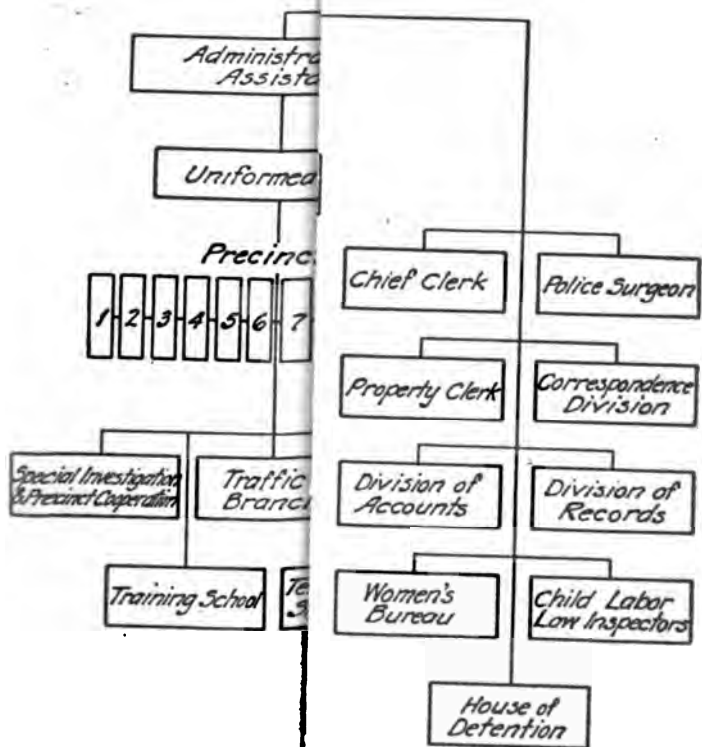 Administra
Assista
Uniformed
Precinc
1
2
3
4
5
6
7
Special Investigation
& Precinct Cooperation
Traffic
Branch
Training School
Te
S
Chief Clerk
Police Surgeon
Property Clerk
Correspondence
Division
Division of
Accounts
Division of
Records
Women's
Bureau
Child Labor
Law Inspectors
House of
Detention